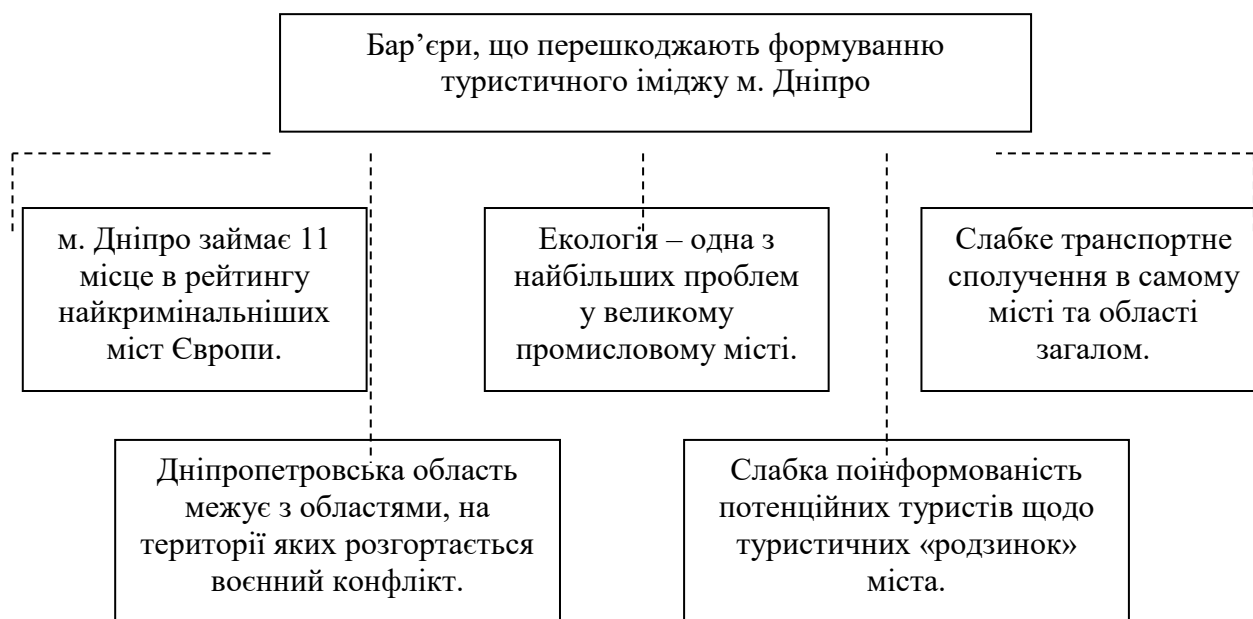 Бар’єри, що перешкоджають формуванню
туристичного іміджу м. Дніпро
м. Дніпро займає 11
місце в рейтингу
найкримінальніших
міст Європи.
Екологія – одна з
найбільших проблем
у великому
промисловому місті.
Слабке транспортне
сполучення в самому
місті та області
загалом.
Дніпропетровська область
межує з областями, на
території яких розгортається
воєнний конфлікт.
Слабка поінформованість
потенційних туристів щодо
туристичних «родзинок»
міста.